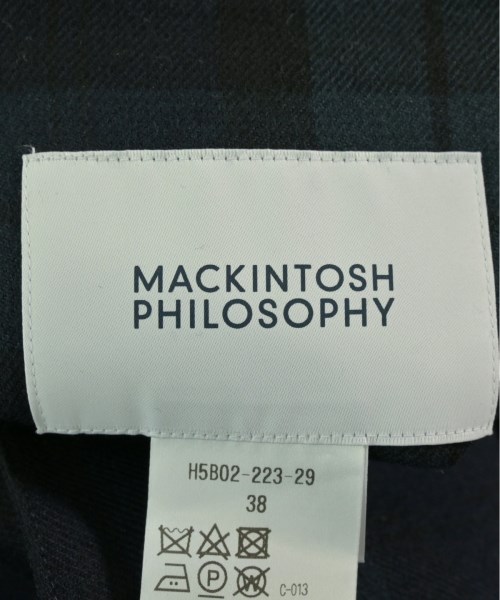 MACKINTOSH
PHILOSOPHY
H5B02-223-29
38
P W
C-013